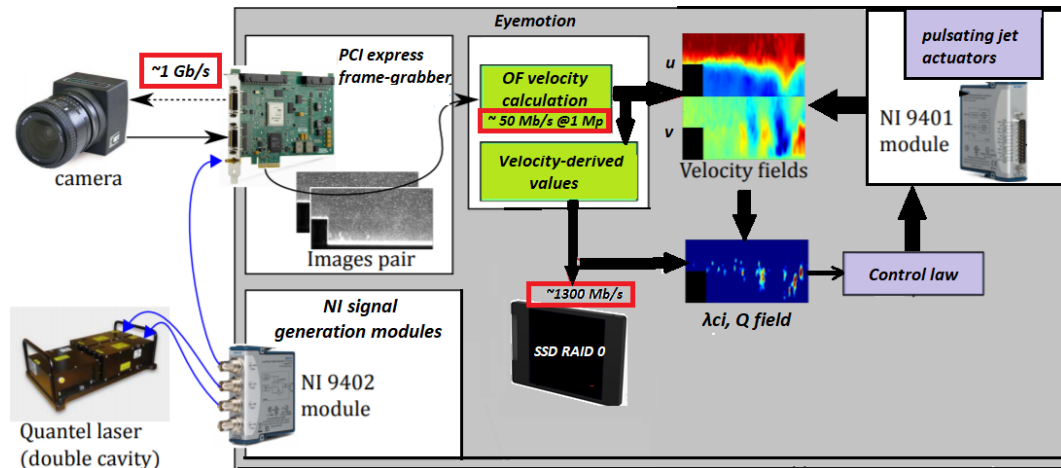 Eyemotion
~1 Gb/s
PCI express
frame-grabber
camera
Images pair
OF velocity
calculation
~ 50 Mb/s @1 Mp
Velocity-derived
values
u
v
Velocity fields
pulsating jet
actuators
NI 9401
module
Control law
λci, Q field
~1300 Mb/s
SSD RAID 0
NI signal
generation modules
NI 9402
module
Quantel laser
(double cavity)